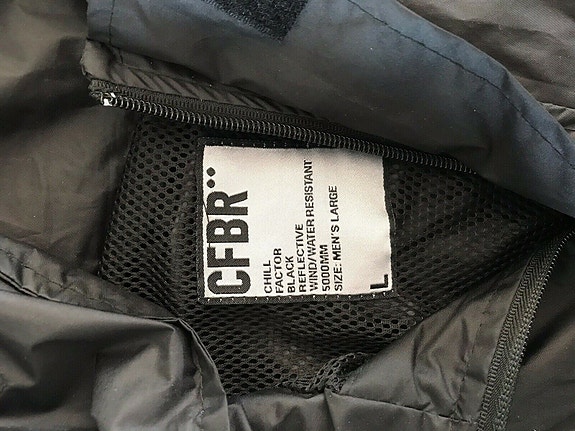 CFBR¨
CHILL
FACTOR
BLACK
REFLECTIVE
WIND/WATER RESISTANT
5000MM
SIZE: MEN'S LARGE
L